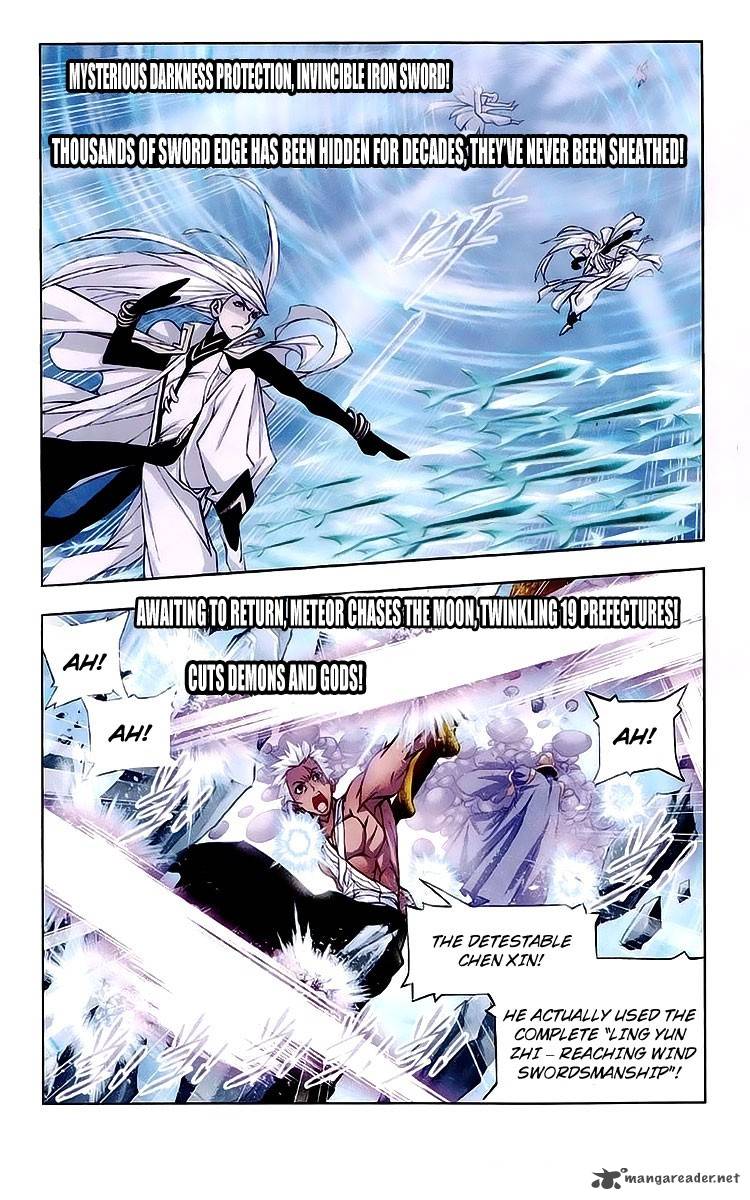 MYSTERIOUS DARKNESS PROTECTION, INVINCIBLE IRON SWORD!
THOUSANDS OF SWORD EDGE HAS BEEN HIDDEN FOR DECADES, THEY'VE NEVER BEEN SHEATHED!
AWAITING TO RETURN, METEOR CHASES THE MOON, TWINKLING 19 PREFECTURES!
CUTS DEMONS AND GODS!
AH!
AH!
AH!
THE DETESTABLE
CHEN XIN!
HE ACTUALLY USED THE
COMPLETE "LING YUN
ZHI – REACHING WIND
SWORDSMANSHIP"!
mangareader.net